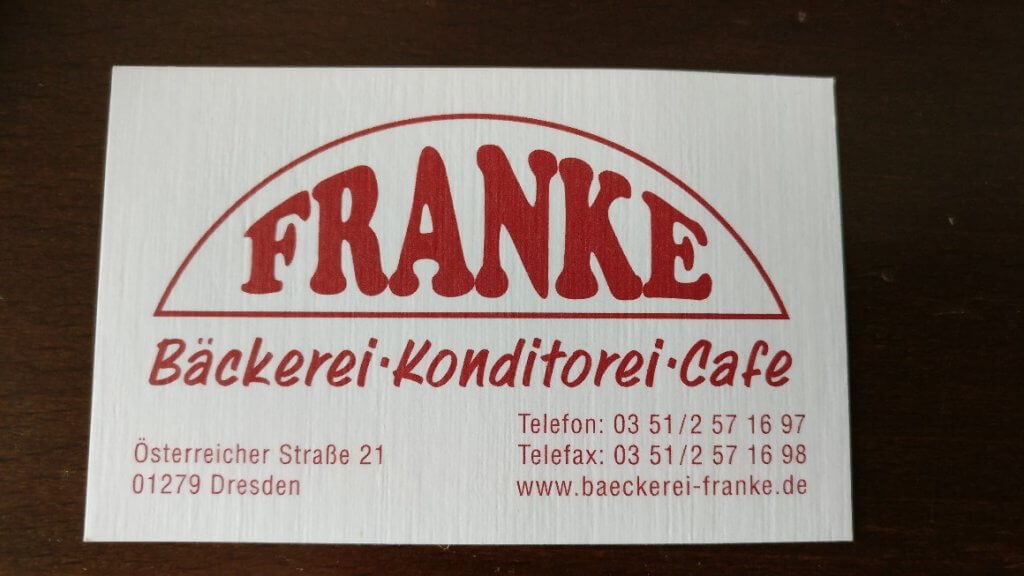 FRANKE
Bäckerei·Konditorei·Cafe
Österreicher Straße 21
01279 Dresden
Telefon: 03 51/2 57 16 97
Telefax: 03 51/2 57 16 98
www.baeckerei-franke.de